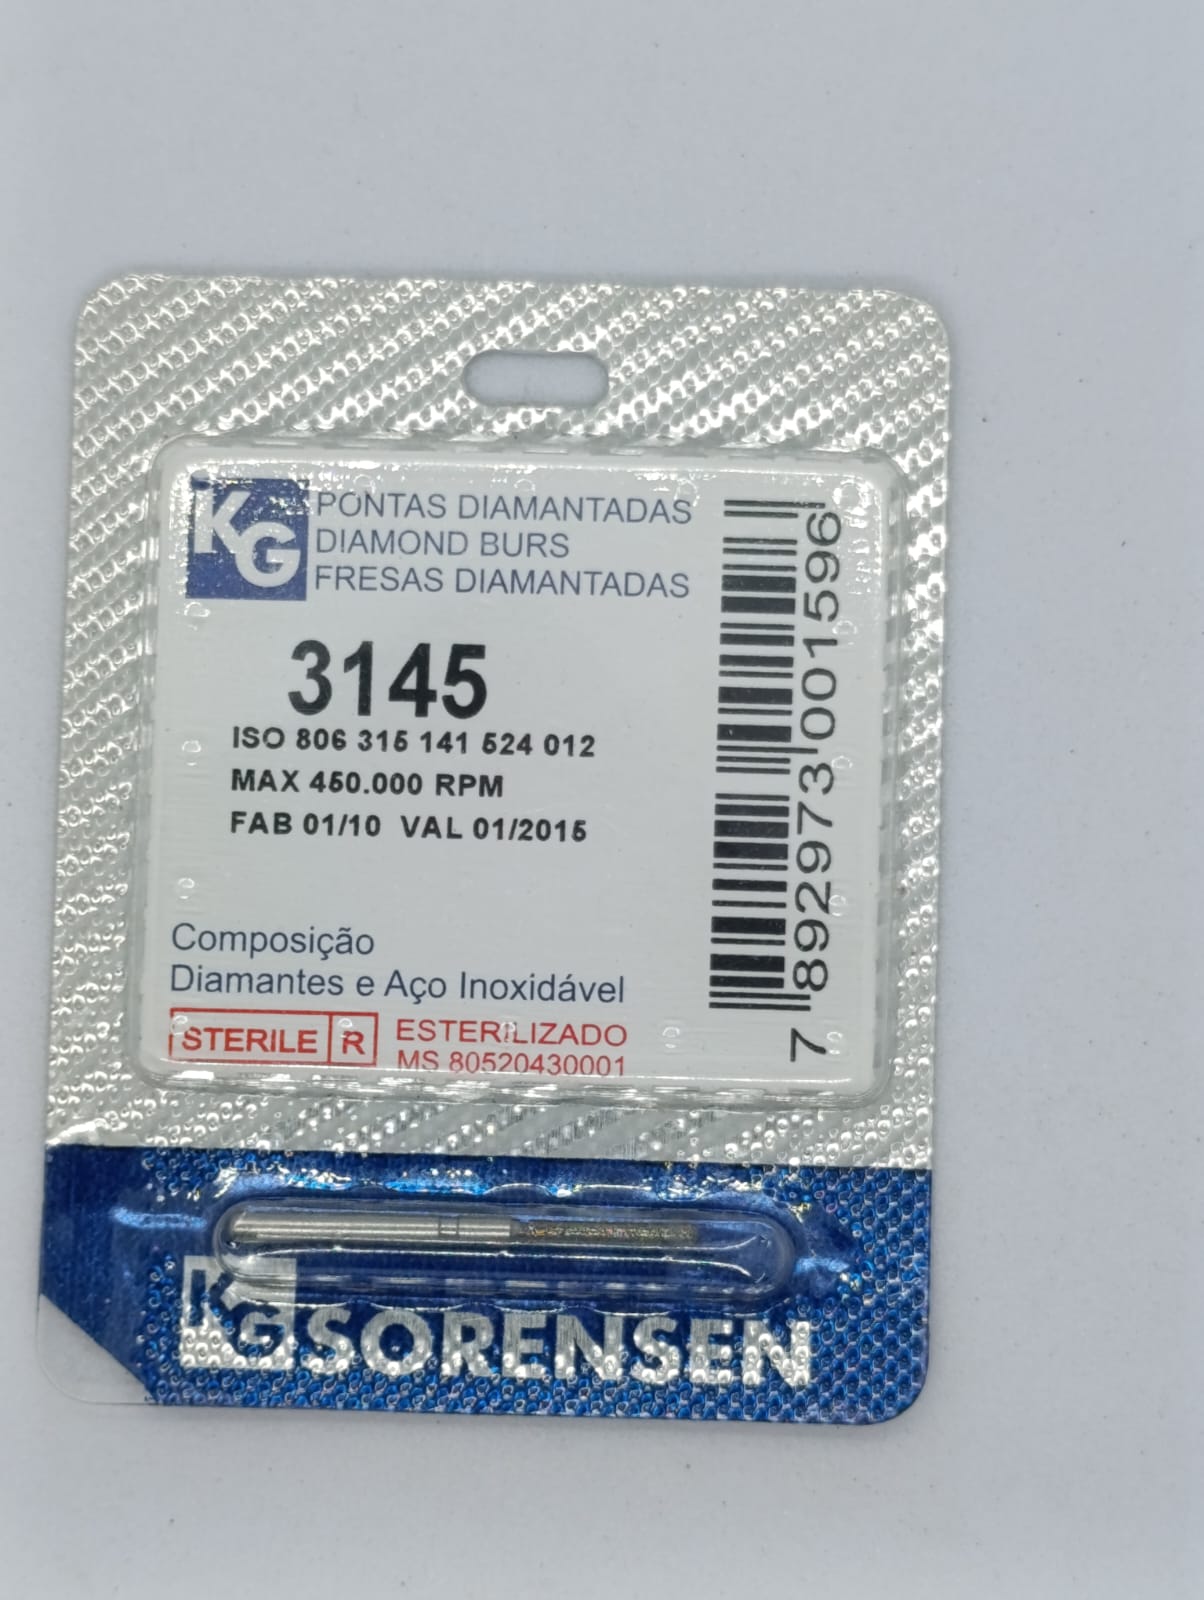 KG
PONTAS DIAMANTADAS
DIAMOND BURS
FRESAS DIAMANTADAS
3145
ISO 806 315 141 524 012
MAX 450.000 RPM
FAB 01/10 VAL 01/2015
Composição
Diamantes e Aço Inoxidável
STERILE R
ESTERILIZADO
MS 80520430001
7 892973 001596
KG SORENSEN